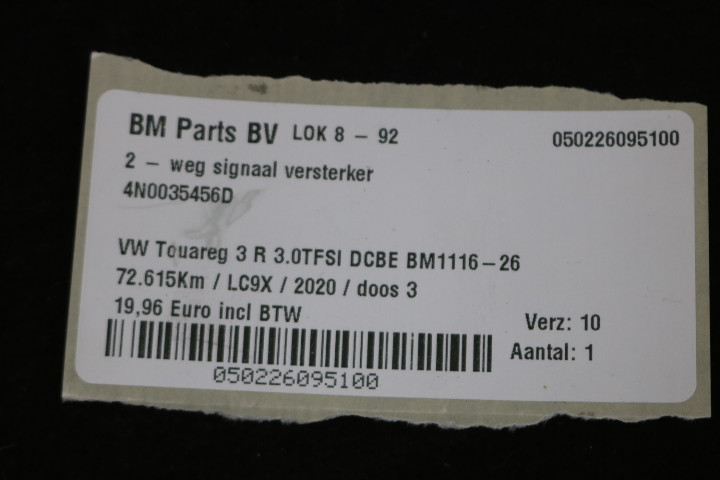 BM Parts BV LOK 8 - 92 050226095100
2 - weg signaal versterker
4N0035456D
VW Touareg 3 R 3.0TFSI DCBE BM1116-26
72.615Km / LC9X / 2020 / doos 3
19,96 Euro incl BTW
Verz: 10
Aantal: 1
050226095100